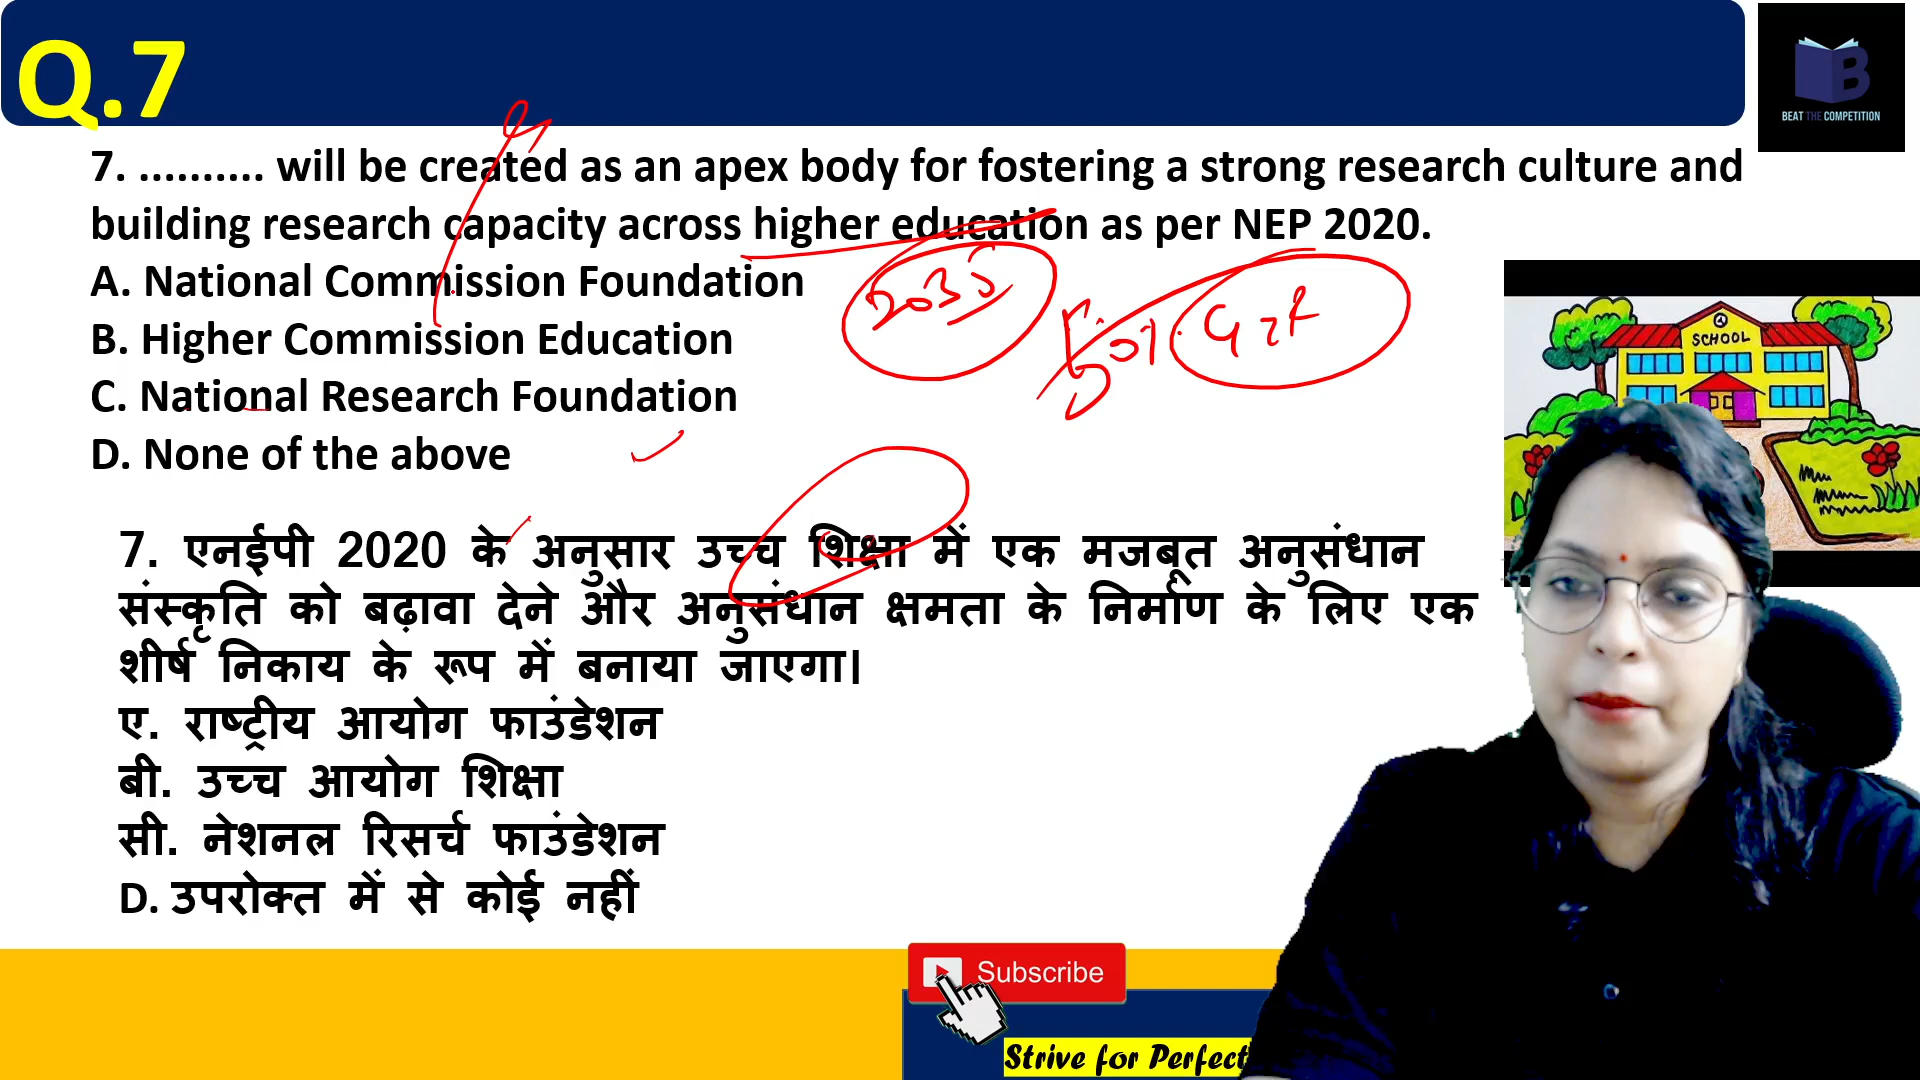 Q.7
BEAT THE COMPETITION
7. .......... will be created as an apex body for fostering a strong research culture and
building research capacity across higher education as per NEP 2020.
A. National Commission Foundation
B. Higher Commission Education
C. National Research Foundation
D. None of the above
2035
50%
SCHOOL
7. एनईपी 2020 के अनुसार उच्च शिक्षा में एक मजबूत अनुसंधान
संस्कृति को बढ़ावा देने और अनुसंधान क्षमता के निर्माण के लिए एक
शीर्ष निकाय के रूप में बनाया जाएगा।
ए. राष्ट्रीय आयोग फाउंडेशन
बी. उच्च आयोग शिक्षा
सी. नेशनल रिसर्च फाउंडेशन
D. उपरोक्त में से कोई नहीं
Subscribe
Strive for Perfect